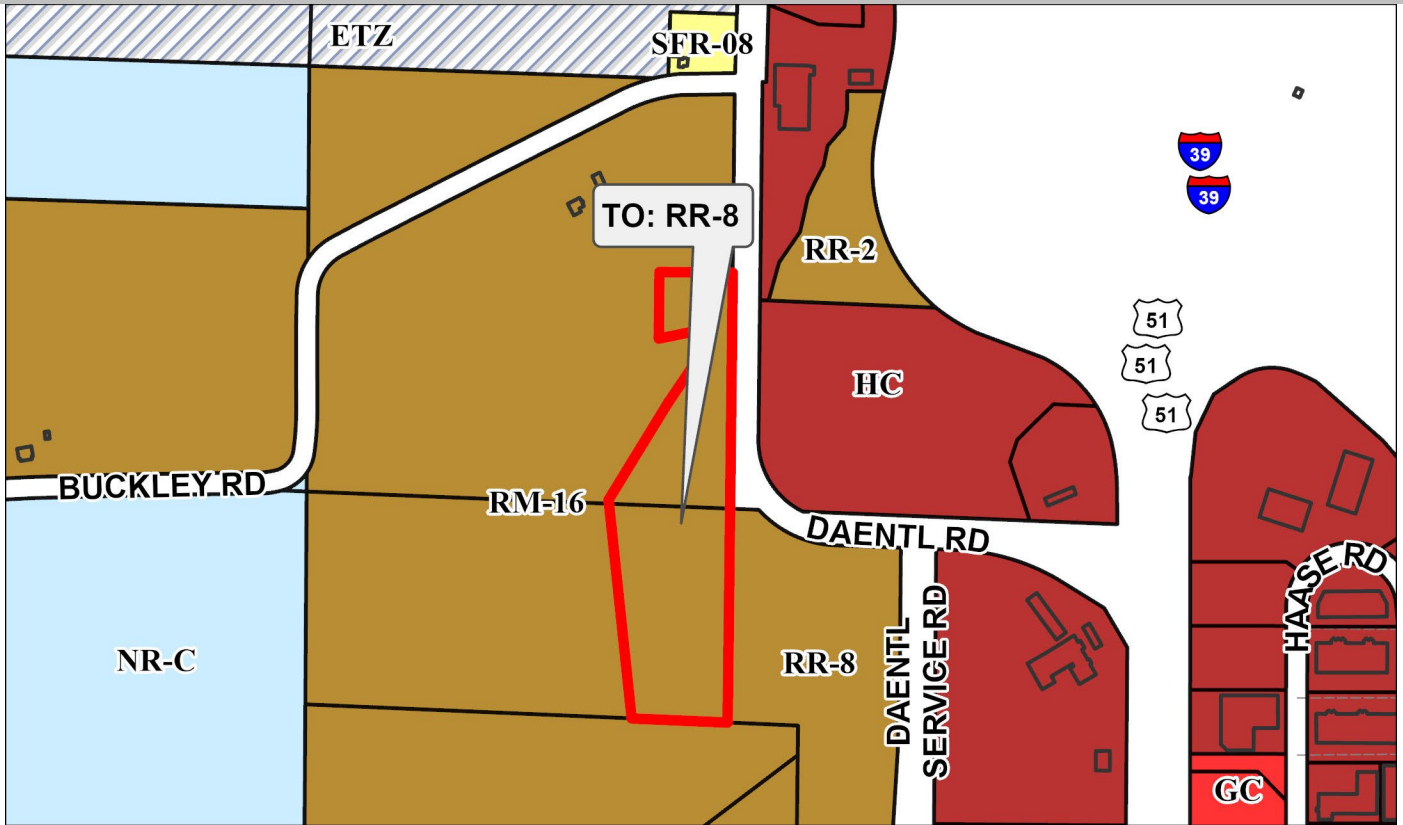 ETZ
SFR-08
39
39
TO: RR-8
RR-2
51
51
51
HC
BUCKLEY RD
RM-16
DAENTL RD
HAASE RD
NR-C
RR-8
DAENTL
SERVICE RD
GC